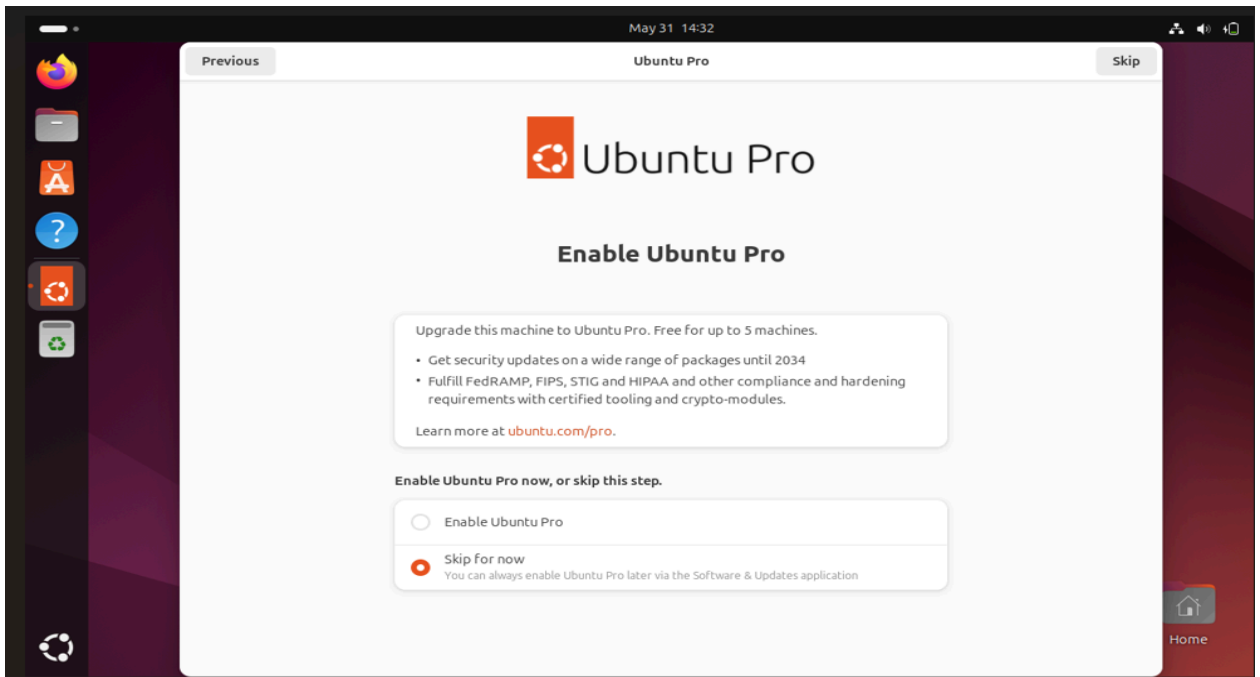 May 31 14:32
Previous
Ubuntu Pro
Skip
Ubuntu Pro
Enable Ubuntu Pro
Upgrade this machine to Ubuntu Pro. Free for up to 5 machines.
• Get security updates on a wide range of packages until 2034
• Fulfill FedRAMP, FIPS, STIG and HIPAA and other compliance and hardening
requirements with certified tooling and crypto-modules.
Learn more at ubuntu.com/pro.
Enable Ubuntu Pro now, or skip this step.
Enable Ubuntu Pro
Skip for now
You can always enable Ubuntu Pro later via the Software & Updates application
Home